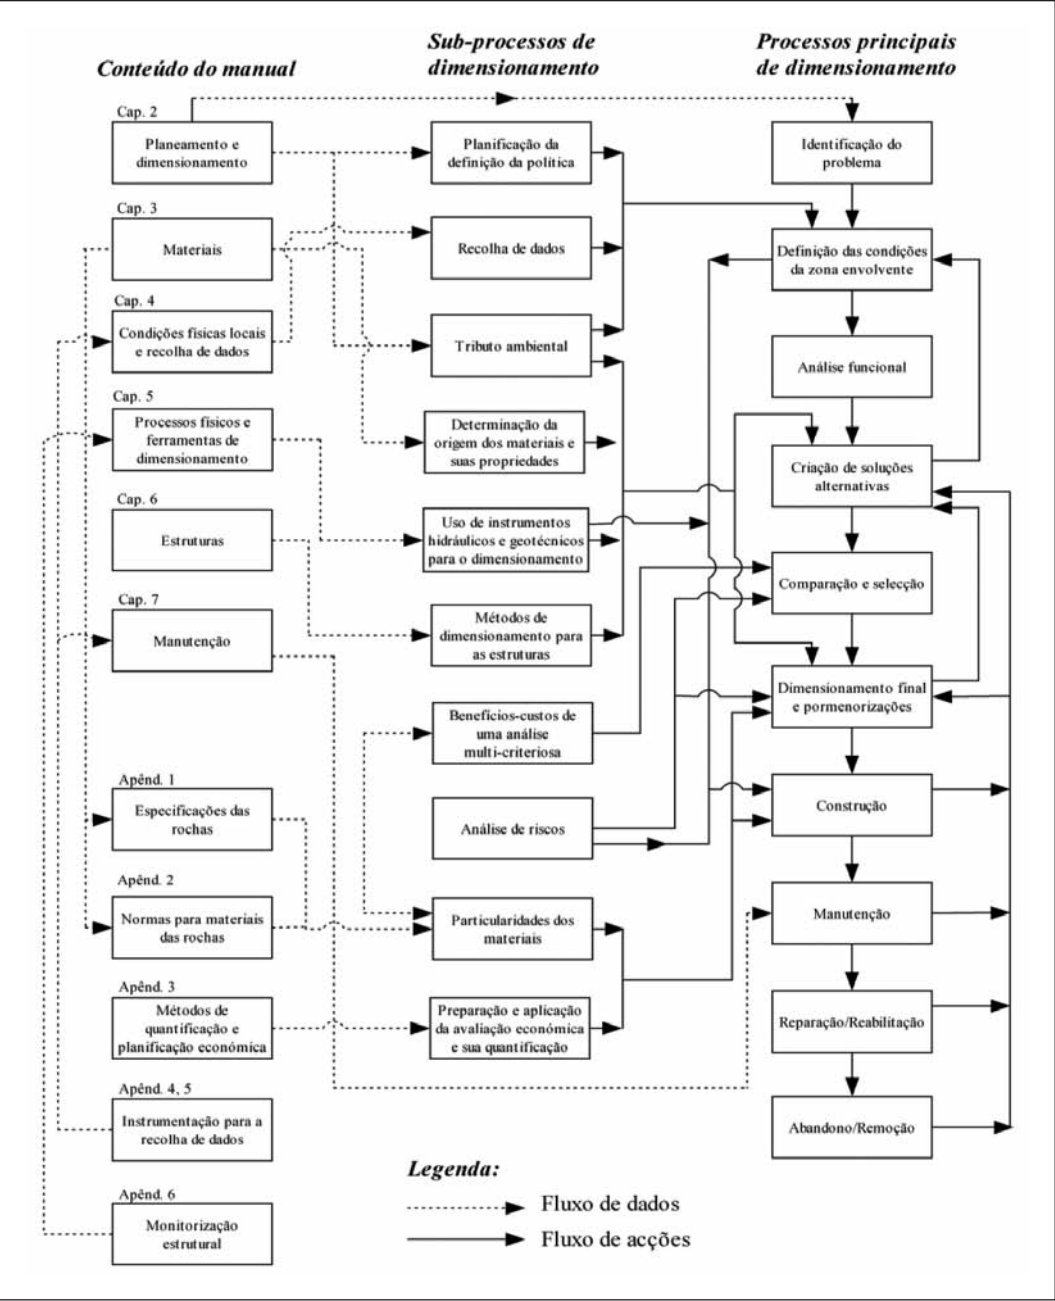 Conteúdo do manual
Sub-processos de
dimensionamento
Processos principais
de dimensionamento
Cap. 2
Planeamento e
dimensionamento
Cap. 3
Materiais
Cap. 4
Condições físicas locais
e recolha de dados
Cap. 5
Processos físicos e
ferramentas de
dimensionamento
Cap. 6
Estruturas
Cap. 7
Manutenção
Apênd. 1
Especificações das
rochas
Apênd. 2
Normas para materiais
das rochas
Apênd. 3
Métodos de
quantificação e
planificação económica
Apênd. 4, 5
Instrumentação para a
recolha de dados
Apênd. 6
Monitorização
estrutural
Planificação da
definição da política
Recolha de dados
Tributo ambiental
Determinação da
origem dos materiais e
suas propriedades
Uso de instrumentos
hidráulicos e geotécnicos
para o dimensionamento
Métodos de
dimensionamento para
as estruturas
Benefícios-custos de
uma análise
multi-criteriosa
Análise de riscos
Particularidades dos
materiais
Preparação e aplicação
da avaliação económica
e sua quantificação
Identificação do
problema
Definição das condições
da zona envolvente
Análise funcional
Criação de soluções
alternativas
Comparação e selecção
Dimensionamento final
e pormenorizações
Construção
Manutenção
Reparação/Reabilitação
Abandono/Remoção
Legenda:
Fluxo de dados
Fluxo de acções